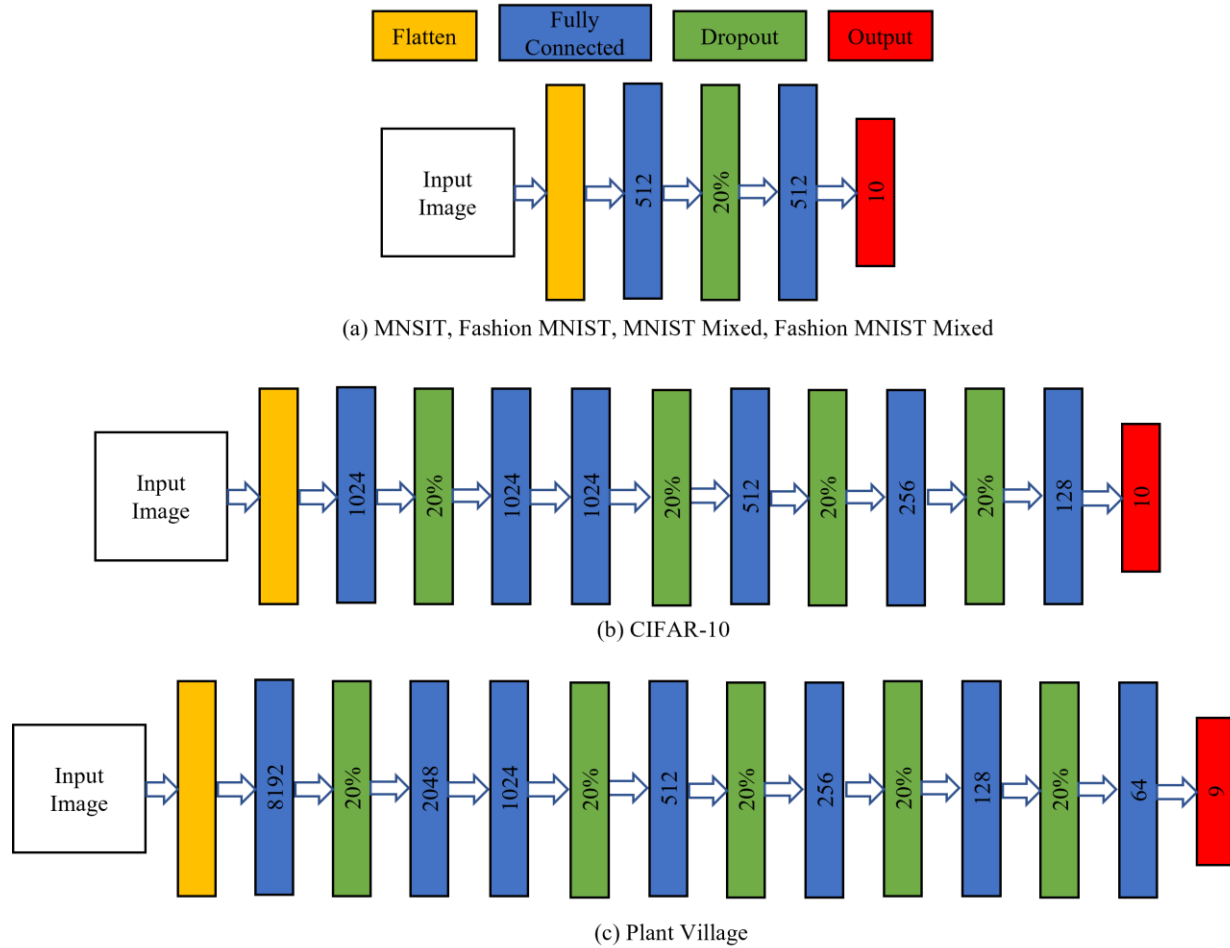 Flatten
Fully
Connected
Dropout
Output
Input
Image
512
20%
512
10
(a) MNSIT, Fashion MNIST, MNIST Mixed, Fashion MNIST Mixed
Input
Image
1024
20%
1024
1024
20%
512
20%
256
20%
128
10
(b) CIFAR-10
Input
Image
8192
20%
2048
1024
20%
512
20%
256
20%
128
20%
64
9
(c) Plant Village